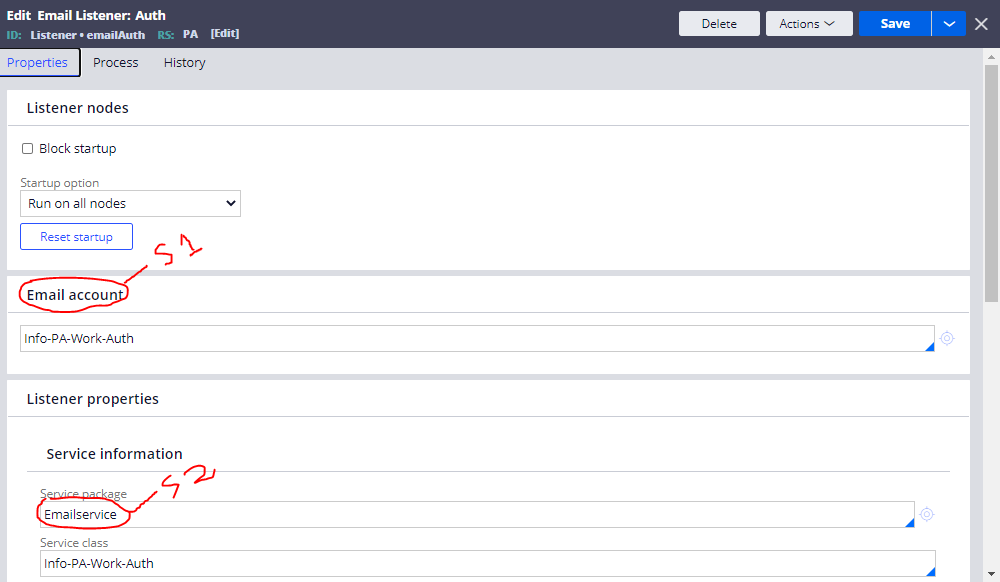 Edit Email Listener: Auth
ID: Listener • emailAuth RS: PA [Edit]
Delete
Actions
Save
Properties
Process
History
Listener nodes
Block startup
Startup option
Run on all nodes
Reset startup
S1
Email account
Info-PA-Work-Auth
Listener properties
Service information
S2
Service package
Emailservice
Service class
Info-PA-Work-Auth